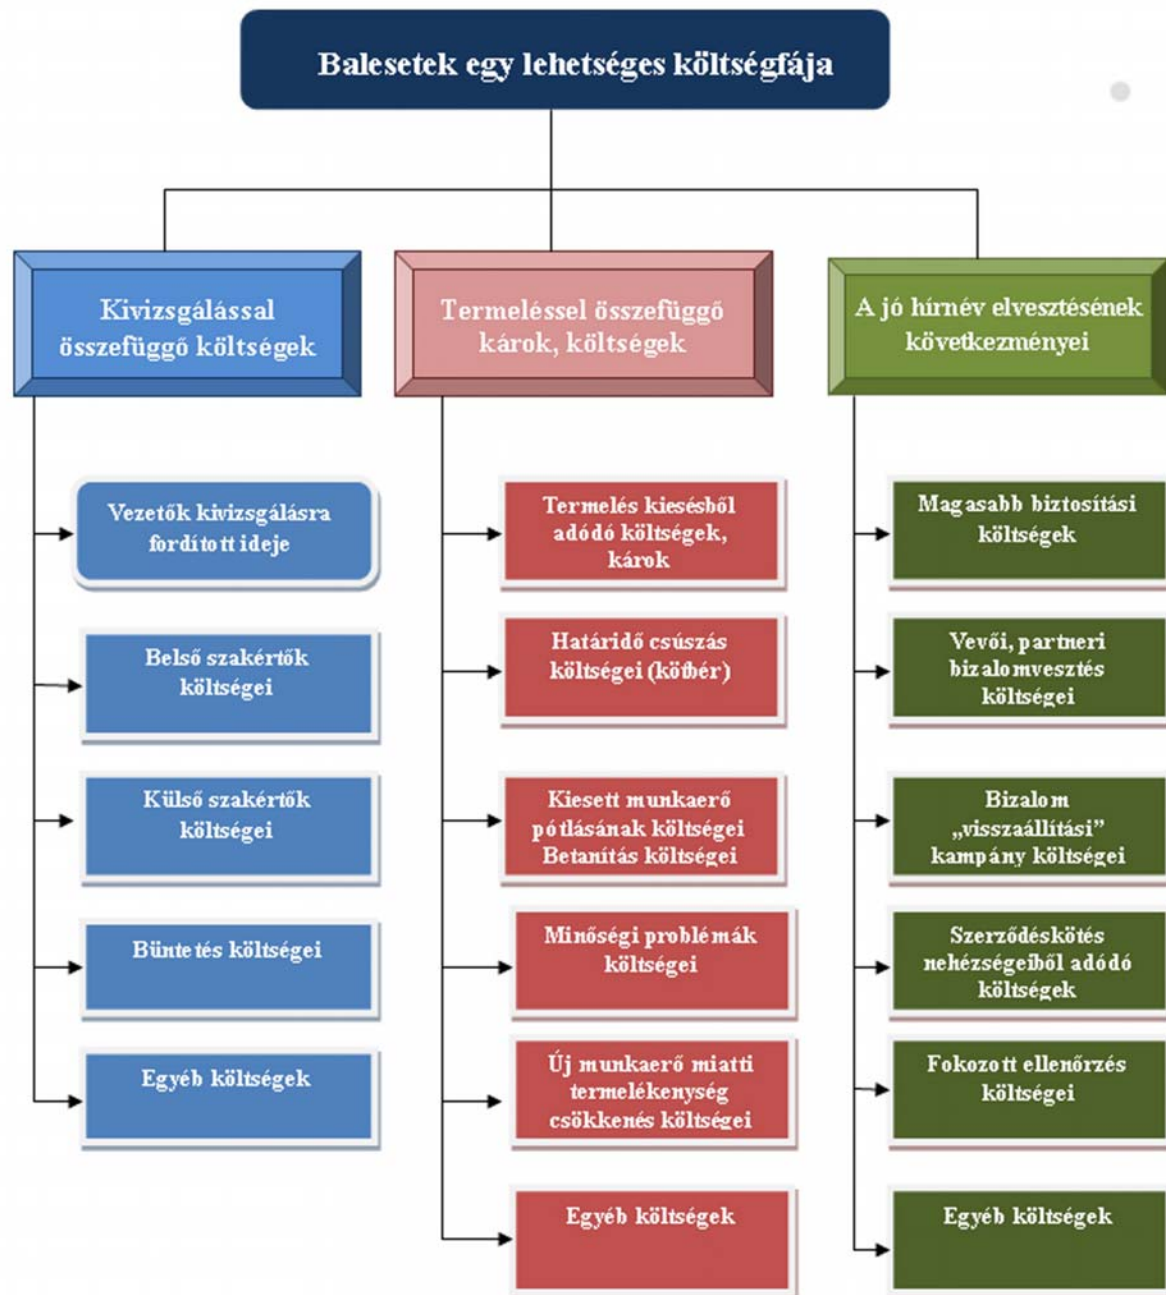 Balesetek egy lehetséges költségfája
Kivizsgálással
összefüggő költségek
Termeléssel összefüggő
károk, költségek
A jó hírnév elvesztésének
következményei
Vezetők kivizsgálásra
fordított ideje
Belső szakértők
költségei
Külső szakértők
költségei
Büntetés költségei
Egyéb költségek
Termelés kiesésből
adódó költségek,
károk
Határidő csúszás
költségei (kötbér)
Kiesett munkaerő
pótlásának költségei
Betanítás költségei
Minőségi problémák
költségei
Új munkaerő miatti
termelékenység
csökkenés költségei
Egyéb költségek
Magasabb biztosítási
költségek
Vevői, partneri
bizalomvesztés
költségei
Bizalom
„visszaállítási”
kampány költségei
Szerződéskötés
nehézségeiből adódó
költségek
Fokozott ellenőrzés
költségei
Egyéb költségek